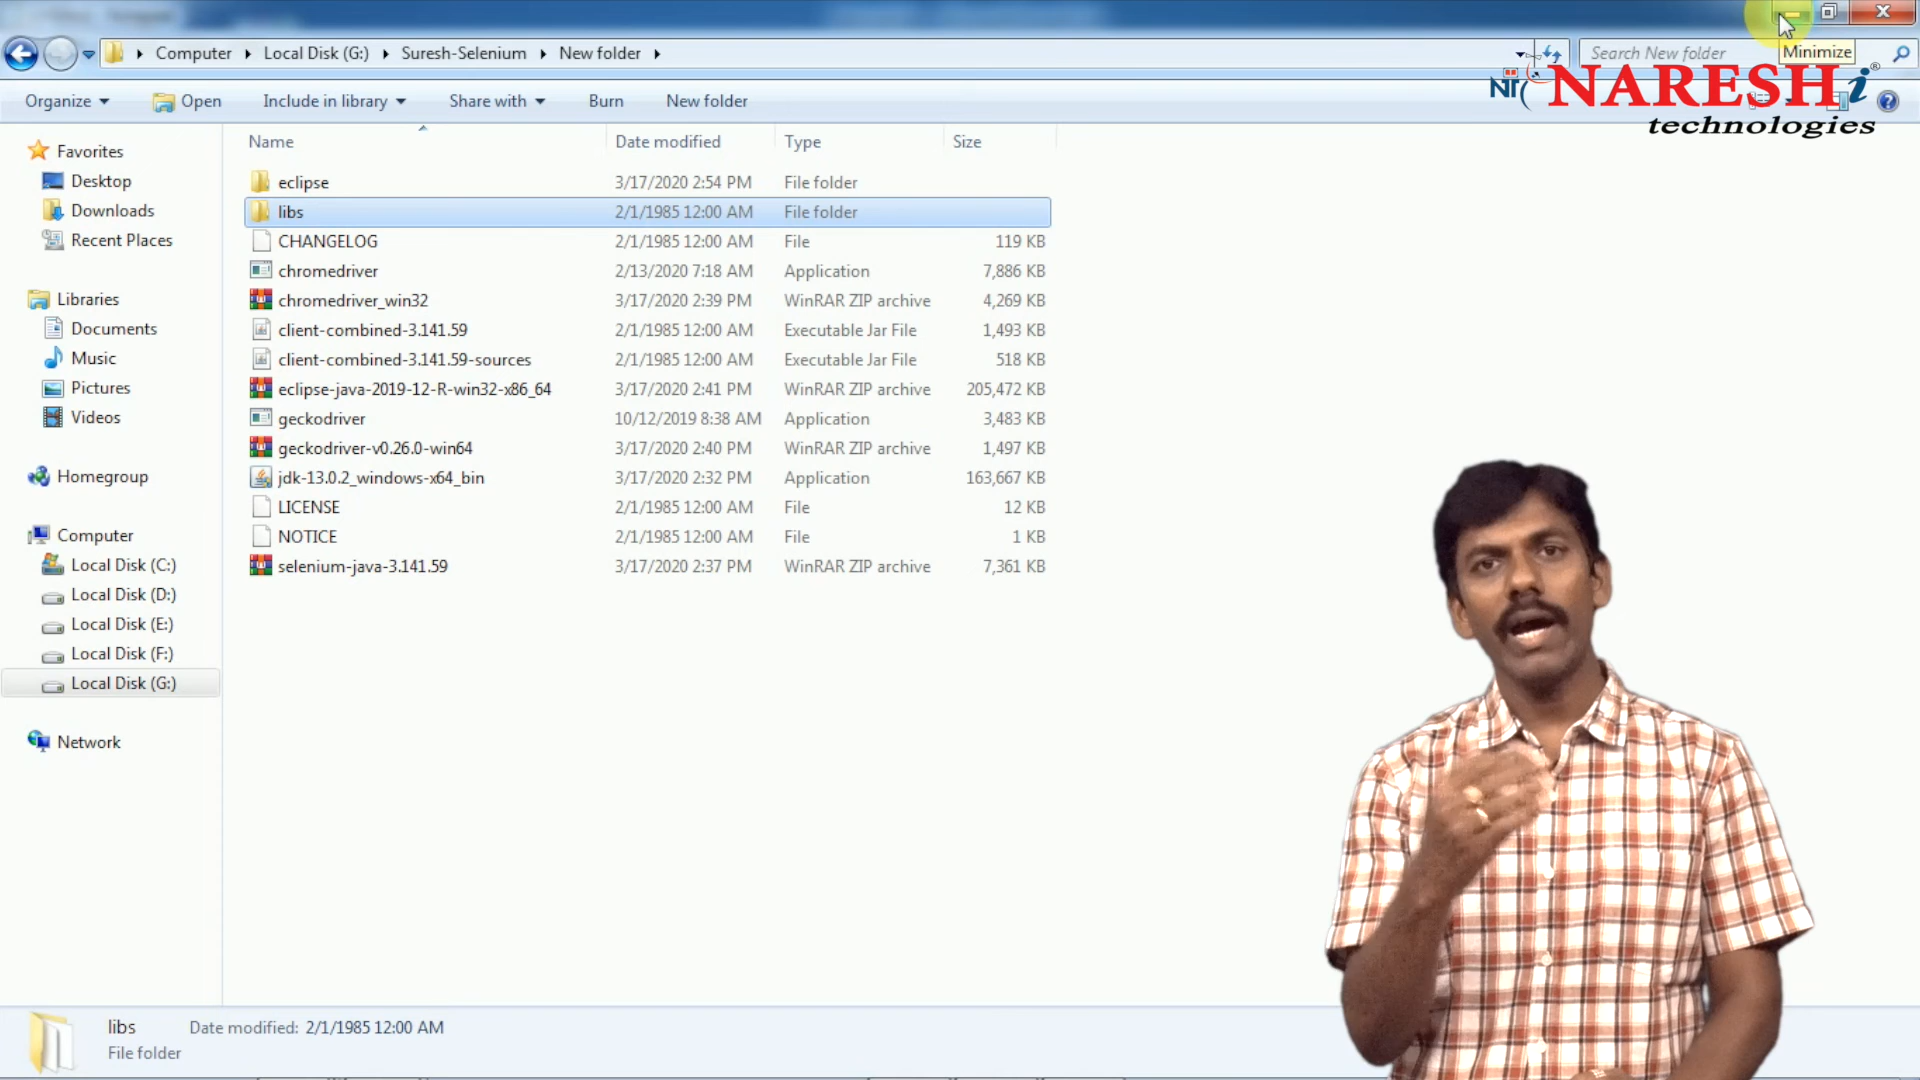 Computer Local Disk (G:) Suresh-Selenium New folder
Search New folder
Minimize
NT NARESH i ®
technologies
Organize Open Include in library Share with Burn New folder
Name Date modified Type Size
Favorites
Desktop
Downloads
Recent Places
Libraries
Documents
Music
Pictures
Videos
Homegroup
Computer
Local Disk (C:)
Local Disk (D:)
Local Disk (E:)
Local Disk (F:)
Local Disk (G:)
Network
eclipse 3/17/2020 2:54 PM File folder
libs 2/1/1985 12:00 AM File folder
CHANGELOG 2/1/1985 12:00 AM File 119 KB
chromedriver 2/13/2020 7:18 AM Application 7,886 KB
chromedriver_win32 3/17/2020 2:39 PM WinRAR ZIP archive 4,269 KB
client-combined-3.141.59 2/1/1985 12:00 AM Executable Jar File 1,493 KB
client-combined-3.141.59-sources 2/1/1985 12:00 AM Executable Jar File 518 KB
eclipse-java-2019-12-R-win32-x86_64 3/17/2020 2:41 PM WinRAR ZIP archive 205,472 KB
geckodriver 10/12/2019 8:38 AM Application 3,483 KB
geckodriver-v0.26.0-win64 3/17/2020 2:40 PM WinRAR ZIP archive 1,497 KB
jdk-13.0.2_windows-x64_bin 3/17/2020 2:32 PM Application 163,667 KB
LICENSE 2/1/1985 12:00 AM File 12 KB
NOTICE 2/1/1985 12:00 AM File 1 KB
selenium-java-3.141.59 3/17/2020 2:37 PM WinRAR ZIP archive 7,361 KB
libs Date modified: 2/1/1985 12:00 AM
File folder